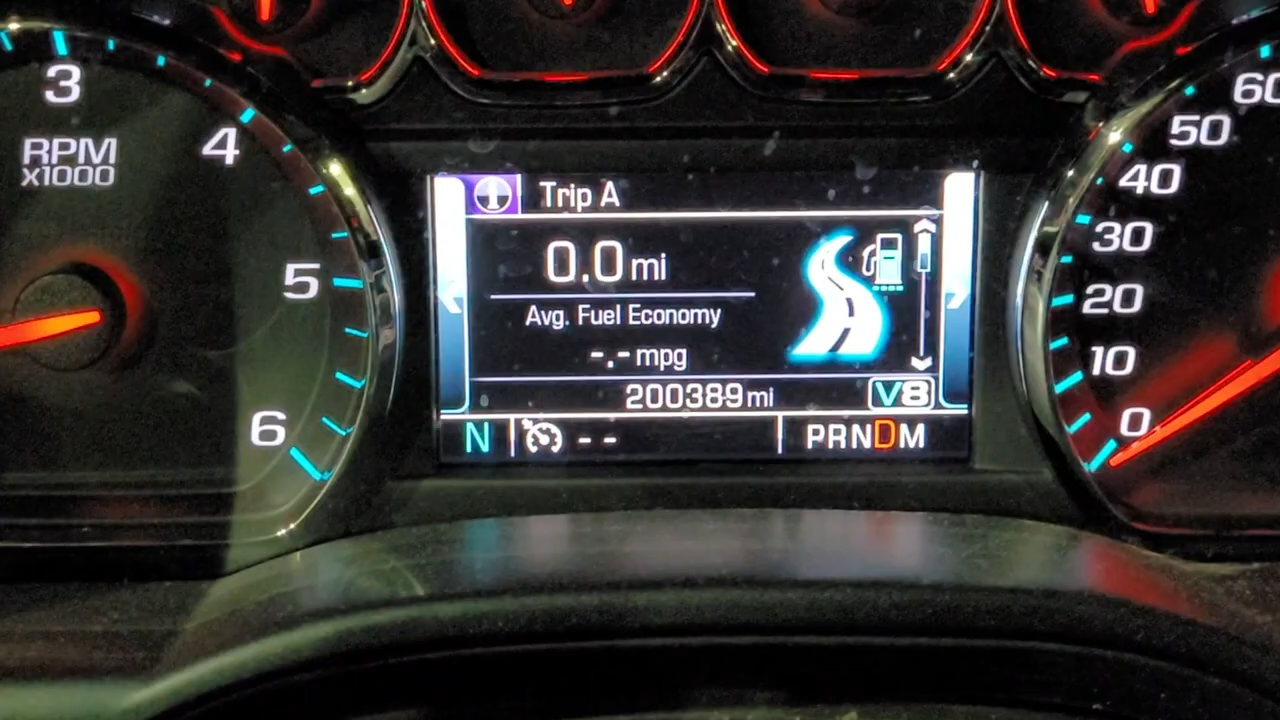 3
4
RPM
x1000
5
6
Trip A
0.0 mi
Avg. Fuel Economy
-.- mpg
200389 mi
V8
N
--
PRNDM
60
50
40
30
20
10
0